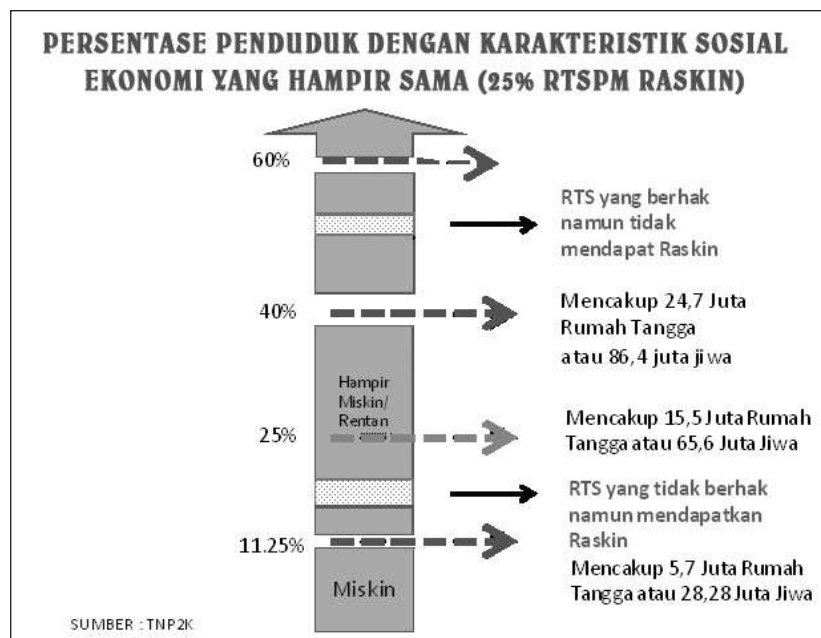 PERSENTASE PENDUDUK DENGAN KARAKTERISTIK SOSIAL
EKONOMI YANG HAMPIR SAMA (25% RTSPM RASKIN)
60%
RTS yang berhak
namun tidak
mendapat Raskin
40%
Mencakup 24,7 Juta
Rumah Tangga
atau 86,4 juta jiwa
Hampir
Miskin/
Rentan
25%
Mencakup 15,5 Juta Rumah
Tangga atau 65,6 Juta Jiwa
RTS yang tidak berhak
namun mendapatkan
Raskin
11.25%
Mencakup 5,7 Juta Rumah
Tangga atau 28,28 Juta Jiwa
Miskin
SUMBER : TNP2K